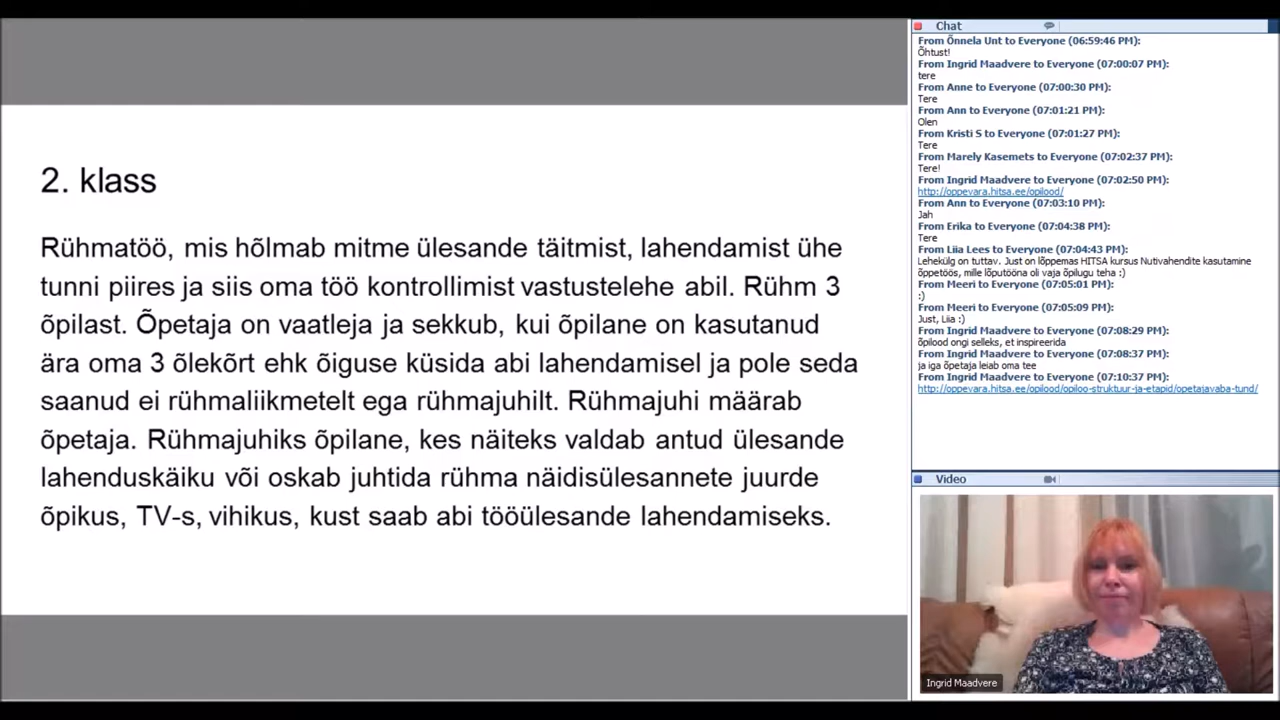 2. klass
Rühmatöö, mis hõlmab mitme ülesande täitmist, lahendamist ühe
tunni piires ja siis oma töö kontrollimist vastustelehe abil. Rühm 3
õpilast. Õpetaja on vaatleja ja sekkub, kui õpilane on kasutanud
ära oma 3 õlekõrt ehk õiguse küsida abi lahendamisel ja pole seda
saanud ei rühmaliikmetelt ega rühmajuhilt. Rühmajuhi määrab
õpetaja. Rühmajuhiks õpilane, kes näiteks valdab antud ülesande
lahenduskäiku või oskab juhtida rühma näidisülesannete juurde
õpikus, TV-s, vihikus, kust saab abi tööülesande lahendamiseks.
Chat
From Õnnela Unt to Everyone (06:59:46 PM):
Õhtust!
From Ingrid Maadvere to Everyone (07:00:07 PM):
tere
From Anne to Everyone (07:00:30 PM):
Tere
From Ann to Everyone (07:01:21 PM):
Olen
From Kristi S to Everyone (07:01:27 PM):
Tere
From Marely Kasemets to Everyone (07:02:37 PM):
Tere!
From Ingrid Maadvere to Everyone (07:02:50 PM):
http://oppevara.hitsa.ee/opilood/
From Ann to Everyone (07:03:10 PM):
Jah
From Erika to Everyone (07:04:38 PM):
Tere
From Liia Lees to Everyone (07:04:43 PM):
Lehekülg on tuttav. Just on lõppemas HITSA kursus Nutivahendite kasutamine
õppetöös, mille lõputööna oli vaja õpilugu teha :)
From Meeri to Everyone (07:05:01 PM):
:)
From Meeri to Everyone (07:05:09 PM):
Just, Liia :)
From Ingrid Maadvere to Everyone (07:08:29 PM):
õpilood ongi selleks, et inspireerida
From Ingrid Maadvere to Everyone (07:08:37 PM):
ja iga õpetaja leiab oma tee
From Ingrid Maadvere to Everyone (07:10:37 PM):
http://oppevara.hitsa.ee/opilood/opiloo-struktuur-ja-etapid/opetajavaba-tund/
Video
Ingrid Maadvere